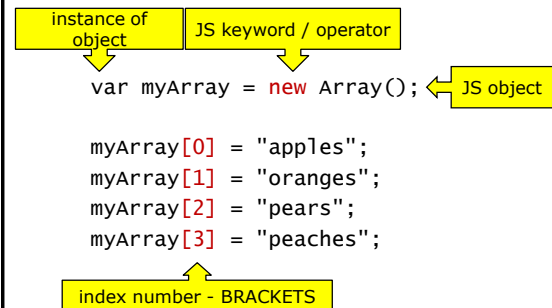 instance of
object
JS keyword / operator
var myArray = new Array();
JS object
myArray[0] = "apples";
myArray[1] = "oranges";
myArray[2] = "pears";
myArray[3] = "peaches";
index number - BRACKETS